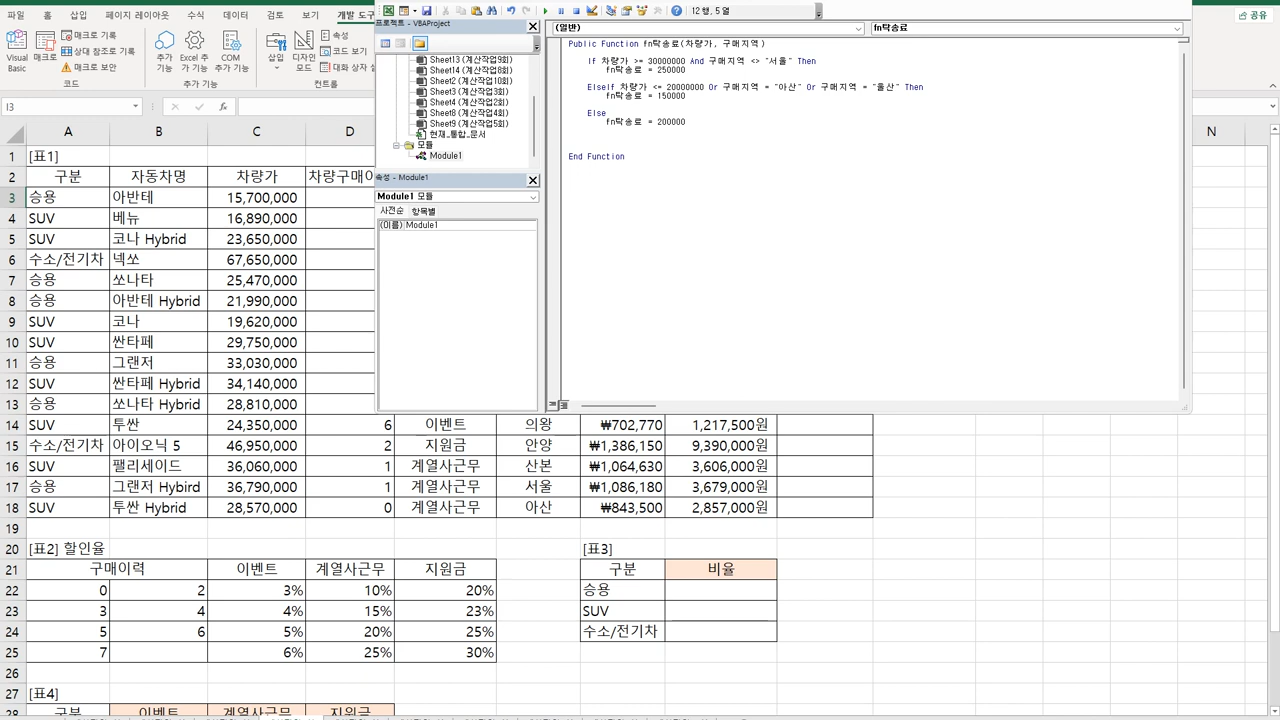 파일 홈 삽입 페이지 레이아웃 수식 데이터 검토 보기 개발 도구
공유
Visual Basic
매크로
매크로 기록
상대 참조로 기록
매크로 보안
코드
추가 기능
Excel 추가 기능
COM 추가 기능
추가 기능
삽입
디자인 모드
속성
코드 보기
대화 상자 실
컨트롤
I3
fx
프로젝트 - VBAProject
Sheet13 (계산작업9회)
Sheet14 (계산작업8회)
Sheet2 (계산작업10회)
Sheet3 (계산작업3회)
Sheet4 (계산작업2회)
Sheet8 (계산작업4회)
Sheet9 (계산작업5회)
현재_통합_문서
모듈
Module1
속성 - Module1
Module1 모듈
사전순 항목별
(이름) Module1
12 행, 5 열
(일반) fn탁송료
Public Function fn탁송료(차량가, 구매지역)
If 차량가 >= 30000000 And 구매지역 <> "서울" Then
fn탁송료 = 250000
ElseIf 차량가 <= 20000000 Or 구매지역 = "아산" Or 구매지역 = "울산" Then
fn탁송료 = 150000
Else
fn탁송료 = 200000
End Function
A B C D N
1 [표1]
2 구분 자동차명 차량가 차량구매이
3 승용 아반테 15,700,000
4 SUV 베뉴 16,890,000
5 SUV 코나 Hybrid 23,650,000
6 수소/전기차 넥쏘 67,650,000
7 승용 쏘나타 25,470,000
8 승용 아반테 Hybrid 21,990,000
9 SUV 코나 19,620,000
10 SUV 싼타페 29,750,000
11 승용 그랜저 33,030,000
12 SUV 싼타페 Hybrid 34,140,000
13 승용 쏘나타 Hybrid 28,810,000
14 SUV 투싼 24,350,000 6 이벤트 의왕 ₩702,770 1,217,500원
15 수소/전기차 아이오닉 5 46,950,000 2 지원금 안양 ₩1,386,150 9,390,000원
16 SUV 팰리세이드 36,060,000 1 계열사근무 산본 ₩1,064,630 3,606,000원
17 승용 그랜저 Hybird 36,790,000 1 계열사근무 서울 ₩1,086,180 3,679,000원
18 SUV 투싼 Hybrid 28,570,000 0 계열사근무 아산 ₩843,500 2,857,000원
19
20 [표2] 할인율 [표3]
21 구매이력 이벤트 계열사근무 지원금 구분 비율
22 0 2 3% 10% 20% 승용
23 3 4 4% 15% 23% SUV
24 5 6 5% 20% 25% 수소/전기차
25 7 6% 25% 30%
26
27 [표4]
28 구분 이벤트 계열사근무 지원금